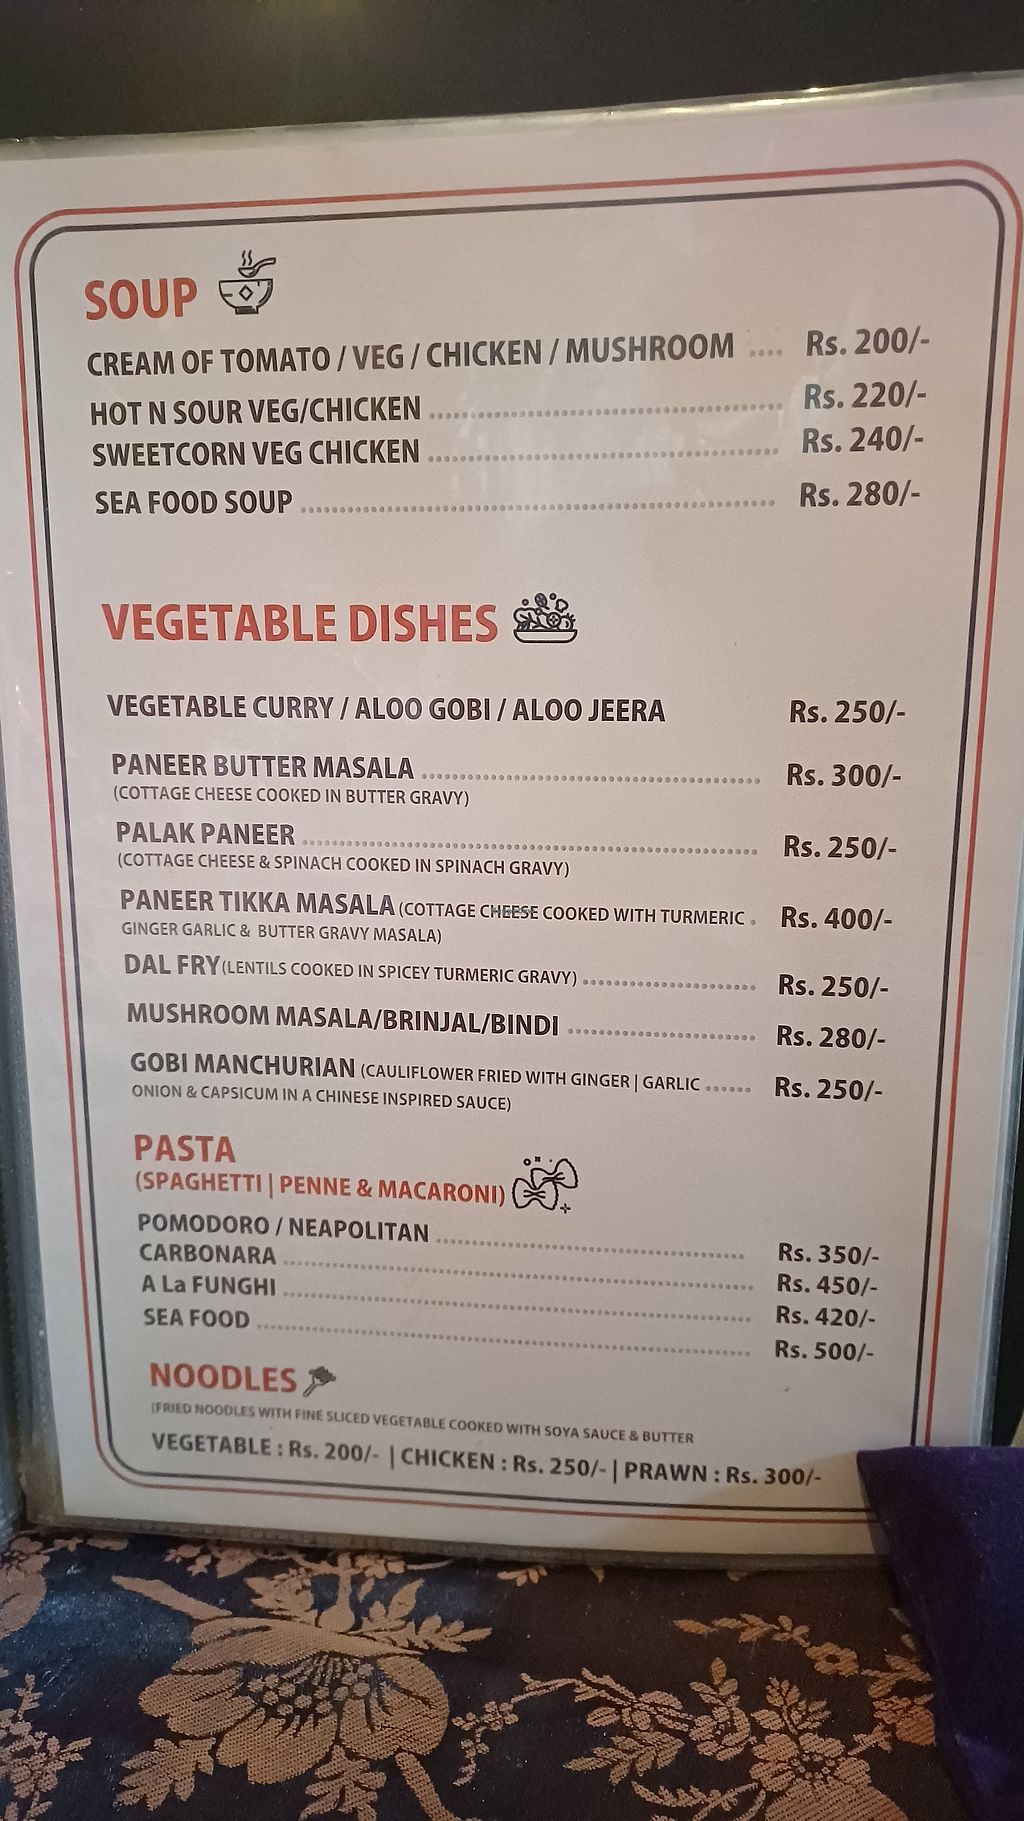 SOUP
CREAM OF TOMATO / VEG / CHICKEN / MUSHROOM .... Rs. 200/-
HOT N SOUR VEG/CHICKEN ........ Rs. 220/-
SWEETCORN VEG CHICKEN ........ Rs. 240/-
SEA FOOD SOUP ........ Rs. 280/-
VEGETABLE DISHES
VEGETABLE CURRY / ALOO GOBI / ALOO JEERA Rs. 250/-
PANEER BUTTER MASALA ........ Rs. 300/-
(COTTAGE CHEESE COOKED IN BUTTER GRAVY)
PALAK PANEER ........ Rs. 250/-
(COTTAGE CHEESE & SPINACH COOKED IN SPINACH GRAVY)
PANEER TIKKA MASALA (COTTAGE CHEESE COOKED WITH TURMERIC . Rs. 400/-
GINGER GARLIC & BUTTER GRAVY MASALA)
DAL FRY(LENTILS COOKED IN SPICEY TURMERIC GRAVY) ........ Rs. 250/-
MUSHROOM MASALA/BRINJAL/BINDI ........ Rs. 280/-
GOBI MANCHURIAN (CAULIFLOWER FRIED WITH GINGER | GARLIC ...... Rs. 250/-
ONION & CAPSICUM IN A CHINESE INSPIRED SAUCE)
PASTA
(SPAGHETTI | PENNE & MACARONI)
POMODORO / NEAPOLITAN ........ Rs. 350/-
CARBONARA ........ Rs. 450/-
A La FUNGHI ........ Rs. 420/-
SEA FOOD ........ Rs. 500/-
NOODLES
(FRIED NOODLES WITH FINE SLICED VEGETABLE COOKED WITH SOYA SAUCE & BUTTER
VEGETABLE : Rs. 200/- | CHICKEN : Rs. 250/- | PRAWN : Rs. 300/-